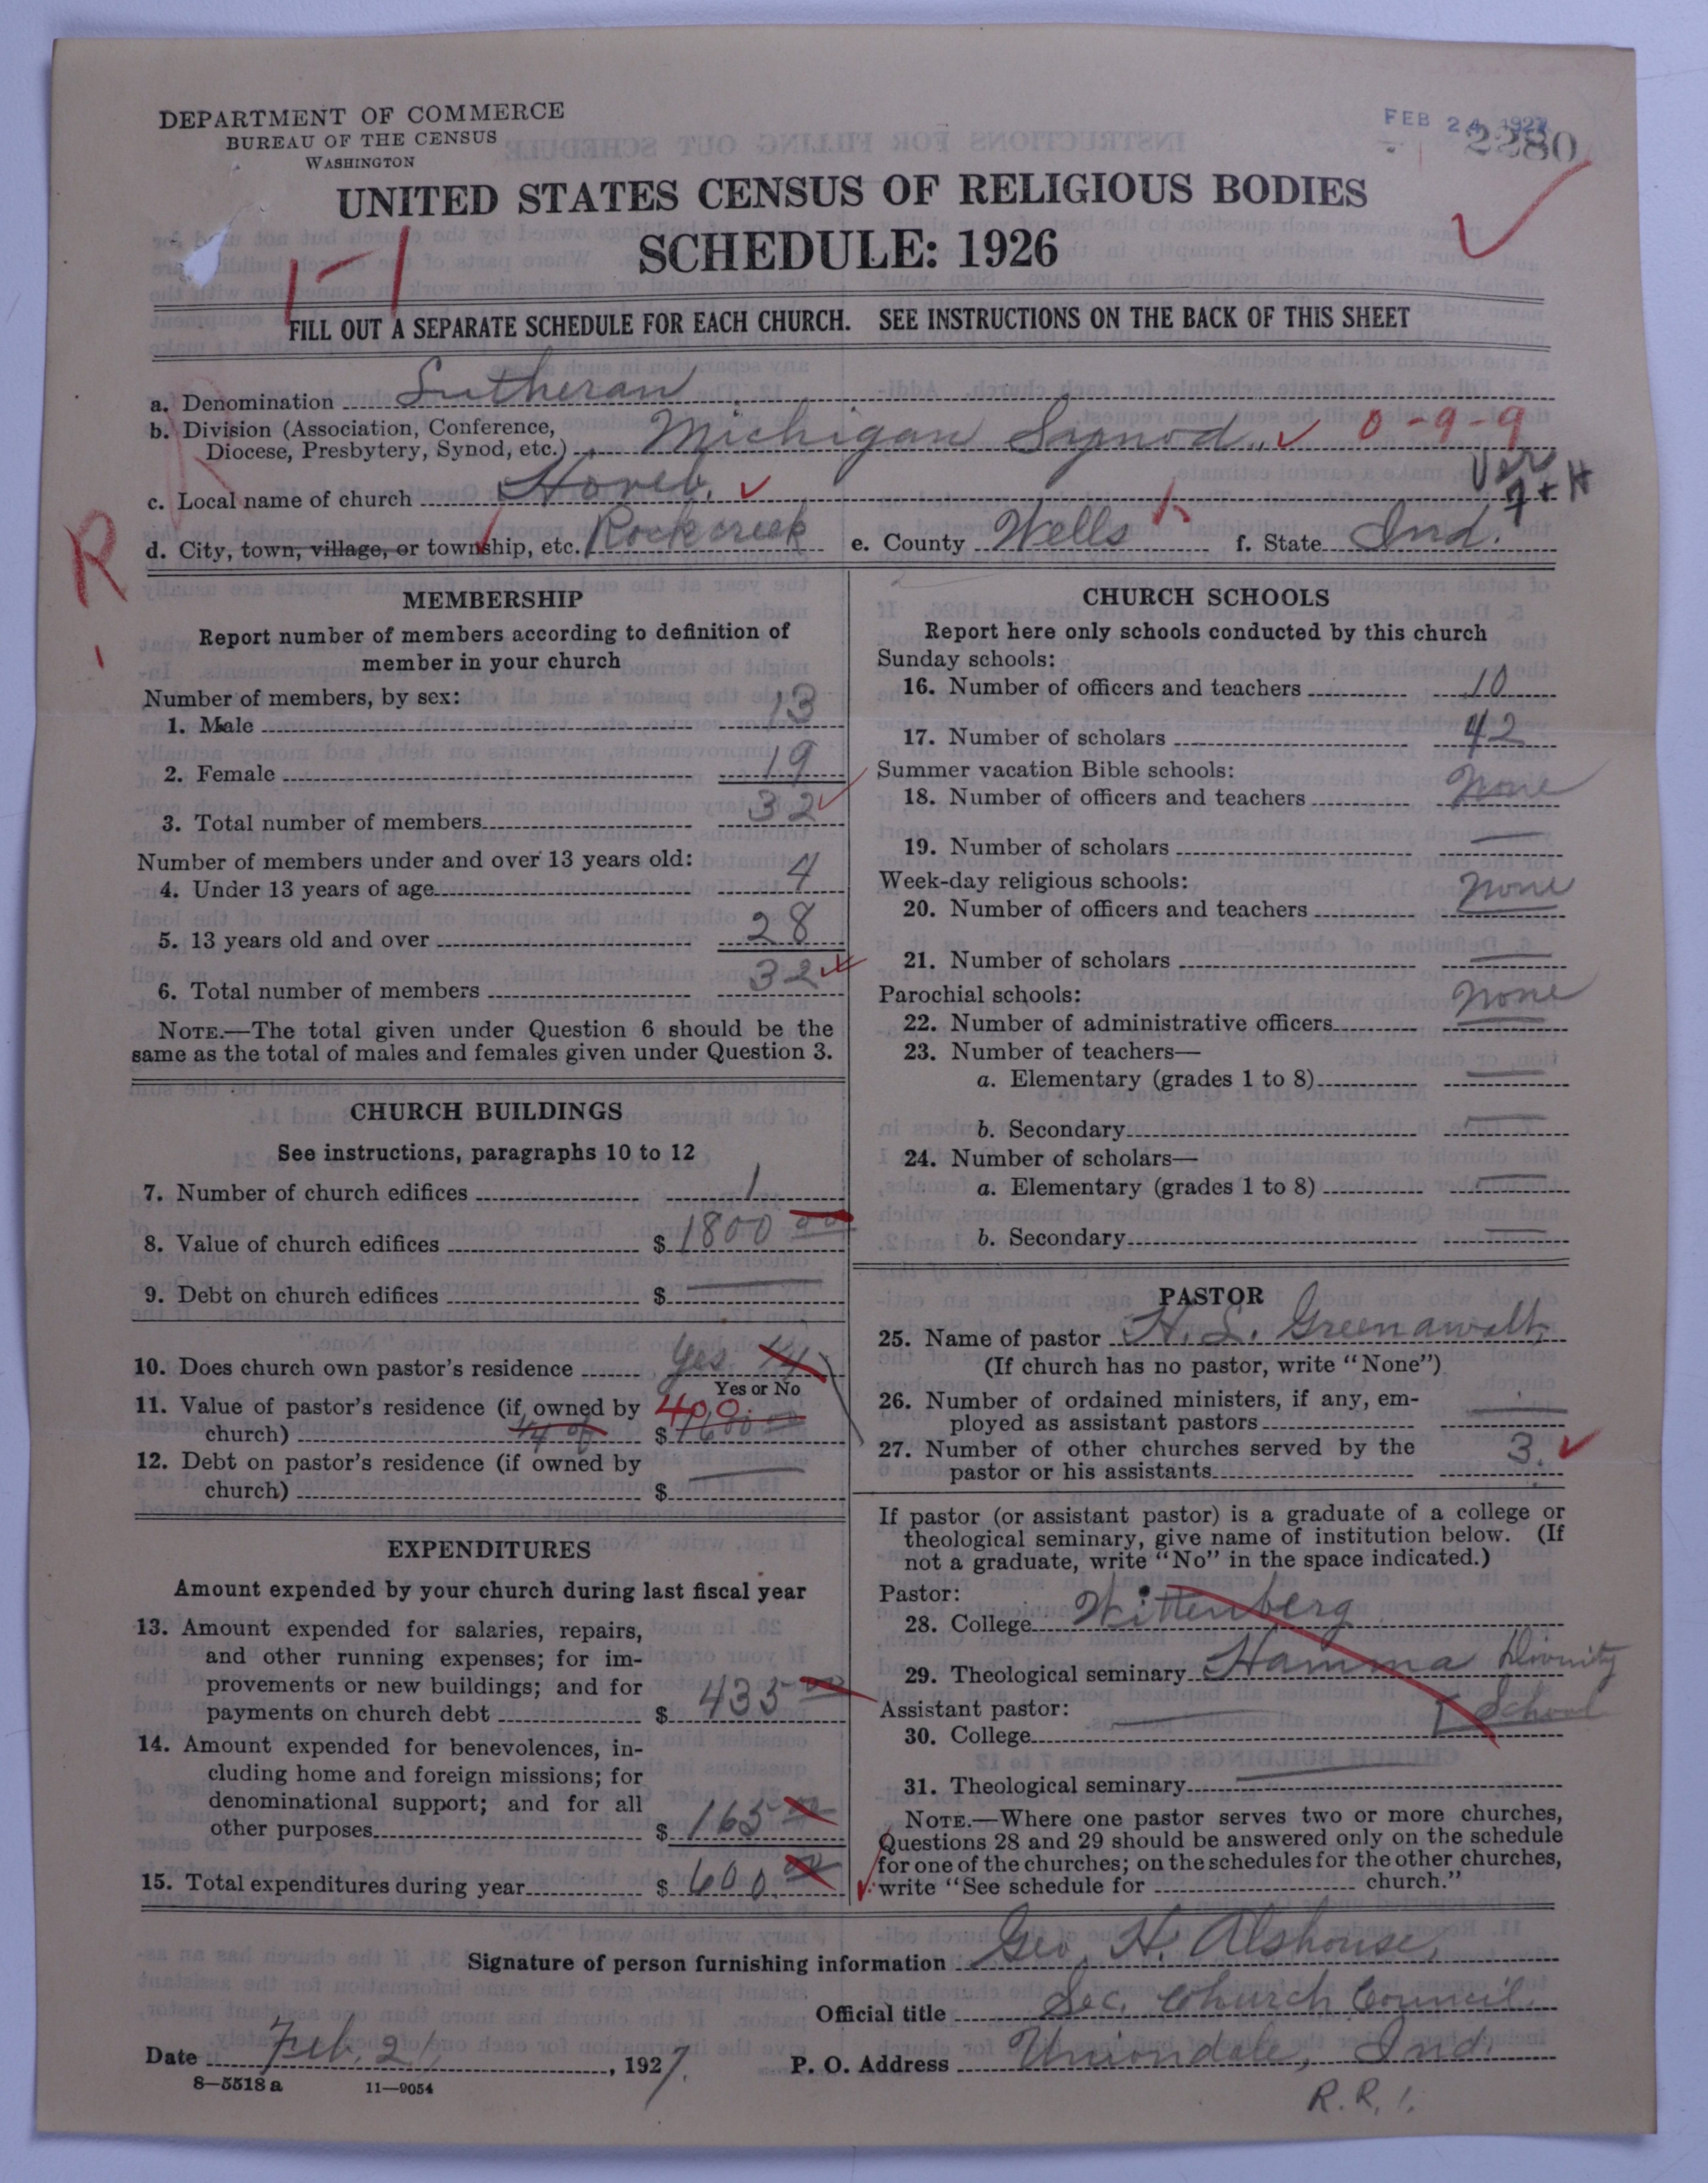 DEPARTMENT OF COMMERCE
BUREAU OF THE CENSUS
WASHINGTON
FEB 24 1927
2280
UNITED STATES CENSUS OF RELIGIOUS BODIES
SCHEDULE: 1926
FILL OUT A SEPARATE SCHEDULE FOR EACH CHURCH. SEE INSTRUCTIONS ON THE BACK OF THIS SHEET
a. Denomination Lutheran
b. Division (Association, Conference,
Diocese, Presbytery, Synod, etc.) Michigan Synod. 0-9-9
c. Local name of church Horeb.
d. City, town, village, or township, etc. Rockcreek e. County Wells f. State Ind.
R
MEMBERSHIP
Report number of members according to definition of
member in your church
Number of members, by sex:
1. Male 13
2. Female 19
3. Total number of members 32
Number of members under and over 13 years old:
4. Under 13 years of age 4
5. 13 years old and over 28
6. Total number of members 32
NOTE.—The total given under Question 6 should be the
same as the total of males and females given under Question 3.
CHURCH BUILDINGS
See instructions, paragraphs 10 to 12
7. Number of church edifices 1
8. Value of church edifices $ 1800 00
9. Debt on church edifices $
10. Does church own pastor's residence Yes 1/4
Yes or No
11. Value of pastor's residence (if owned by 400.
church) 1/4 of $ 1600 00
12. Debt on pastor's residence (if owned by
church) $
EXPENDITURES
Amount expended by your church during last fiscal year
13. Amount expended for salaries, repairs,
and other running expenses; for im-
provements or new buildings; and for
payments on church debt $ 435 00
14. Amount expended for benevolences, in-
cluding home and foreign missions; for
denominational support; and for all
other purposes $ 165 00
15. Total expenditures during year $ 600. 00
CHURCH SCHOOLS
Report here only schools conducted by this church
Sunday schools:
16. Number of officers and teachers 10
17. Number of scholars 42
Summer vacation Bible schools:
18. Number of officers and teachers None
19. Number of scholars
Week-day religious schools:
20. Number of officers and teachers None
21. Number of scholars
Parochial schools:
22. Number of administrative officers None
23. Number of teachers—
a. Elementary (grades 1 to 8)
b. Secondary
24. Number of scholars—
a. Elementary (grades 1 to 8)
b. Secondary
PASTOR
25. Name of pastor H. S. Greenawalt
(If church has no pastor, write "None")
26. Number of ordained ministers, if any, em-
ployed as assistant pastors
27. Number of other churches served by the
pastor or his assistants 3.
If pastor (or assistant pastor) is a graduate of a college or
theological seminary, give name of institution below. (If
not a graduate, write "No" in the space indicated.)
Pastor:
28. College Wittenberg
29. Theological seminary Hamma Divinity
School
Assistant pastor:
30. College
31. Theological seminary
NOTE.—Where one pastor serves two or more churches,
Questions 28 and 29 should be answered only on the schedule
for one of the churches; on the schedules for the other churches,
write "See schedule for church."
Signature of person furnishing information Geo. H. Alshouse,
Official title Sec. Church Council
Date Feb. 21, 1927. P. O. Address Uniondale, Ind.
R. R. 1.
8—5518 a 11—9054